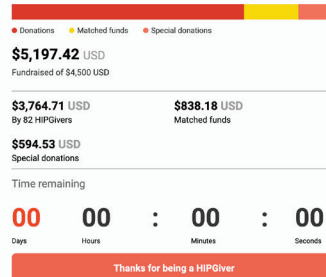 Donations Matched funds Special donations
$5,197.42 USD
Fundraised of $4,500 USD
$3,764.71 USD $838.18 USD
By 82 HIPGivers Matched funds
$594.53 USD
Special donations
Time remaining
00 00 : 00 : 00
Days Hours Minutes Seconds
Thanks for being a HIPGiver